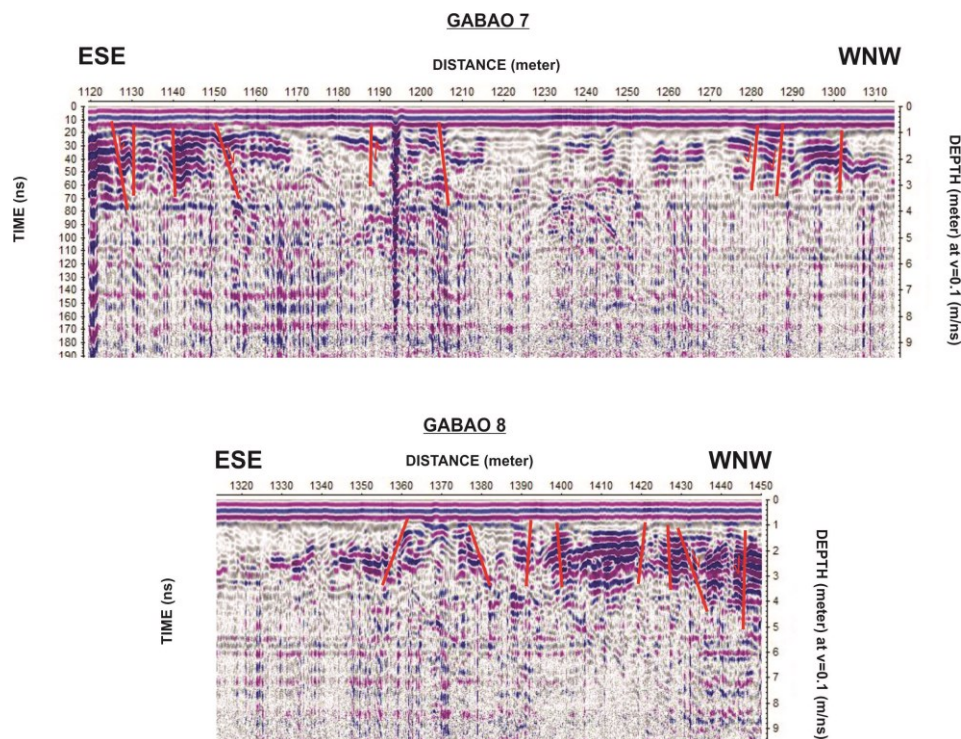 GABAO 7
ESE
DISTANCE (meter)
WNW
1120 1130 1140 1150 1160 1170 1180 1190 1200 1210 1220 1230 1240 1250 1260 1270 1280 1290 1300 1310
TIME (ns)
0
10
20
30
40
50
60
70
80
90
100
110
120
130
140
150
160
170
180
190
0
1
2
3
4
5
6
7
8
9
DEPTH (meter) at v=0.1 (m/ns)
GABAO 8
ESE
DISTANCE (meter)
WNW
1320 1330 1340 1350 1360 1370 1380 1390 1400 1410 1420 1430 1440 1450
TIME (ns)
0
1
2
3
4
5
6
7
8
9
DEPTH (meter) at v=0.1 (m/ns)